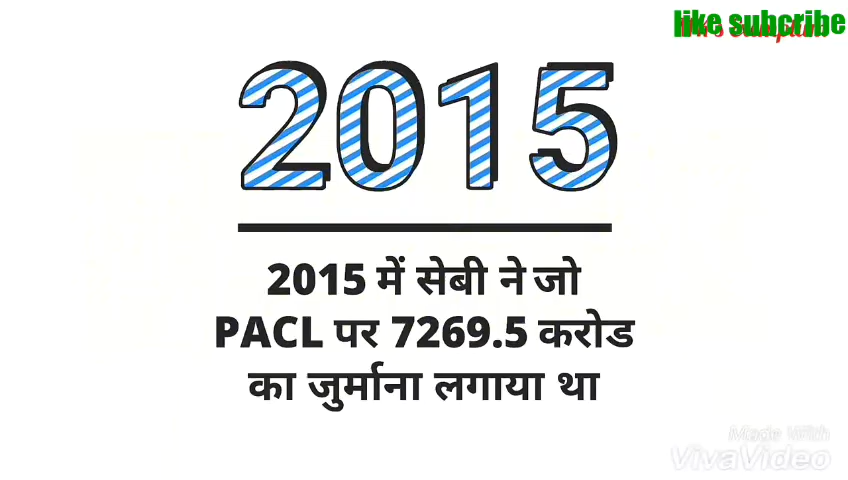 like subcribe
2015
2015 में सेबी ने जो
PACL पर 7269.5 करोड
का जुर्माना लगाया था
Made With
VivaVideo